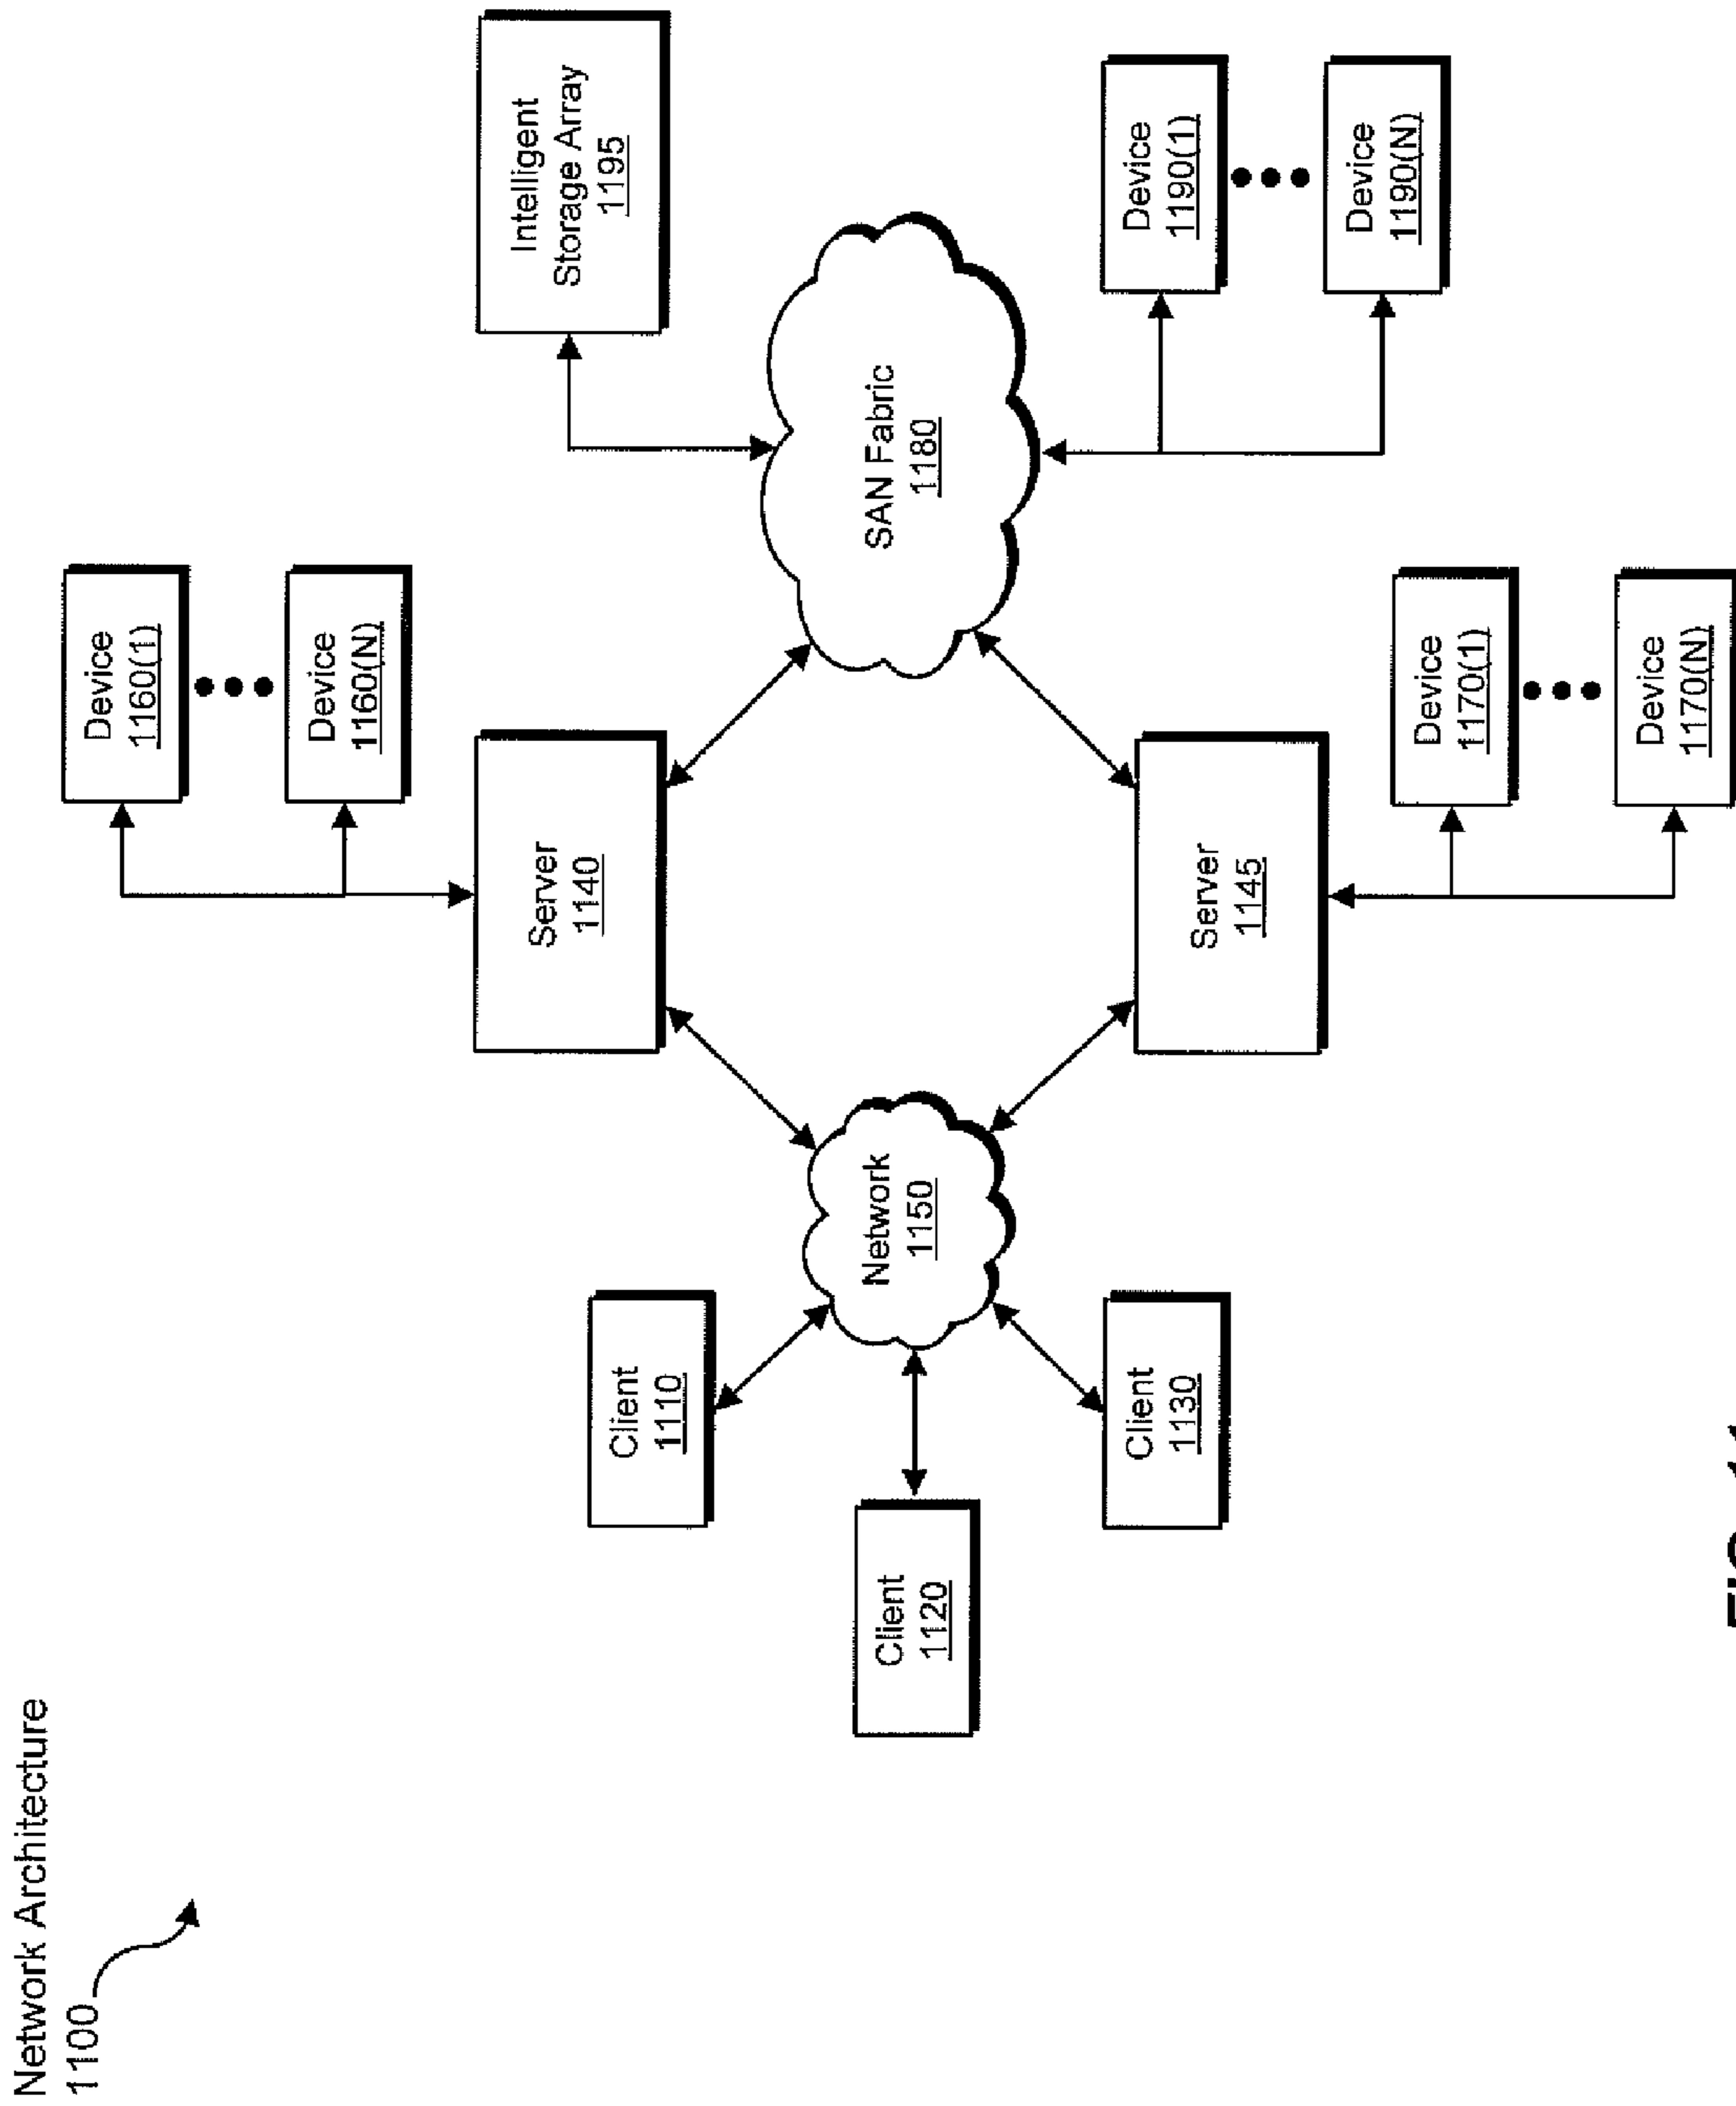 Network Architecture
1100
Device
1160(1)
Device
1160(N)
Intelligent
Storage Array
1195
Server
1140
Client
1110
Client
1120
Network
1150
SAN Fabric
1180
Client
1130
Server
1145
Device
1190(1)
Device
1190(N)
Device
1170(1)
Device
1170(N)